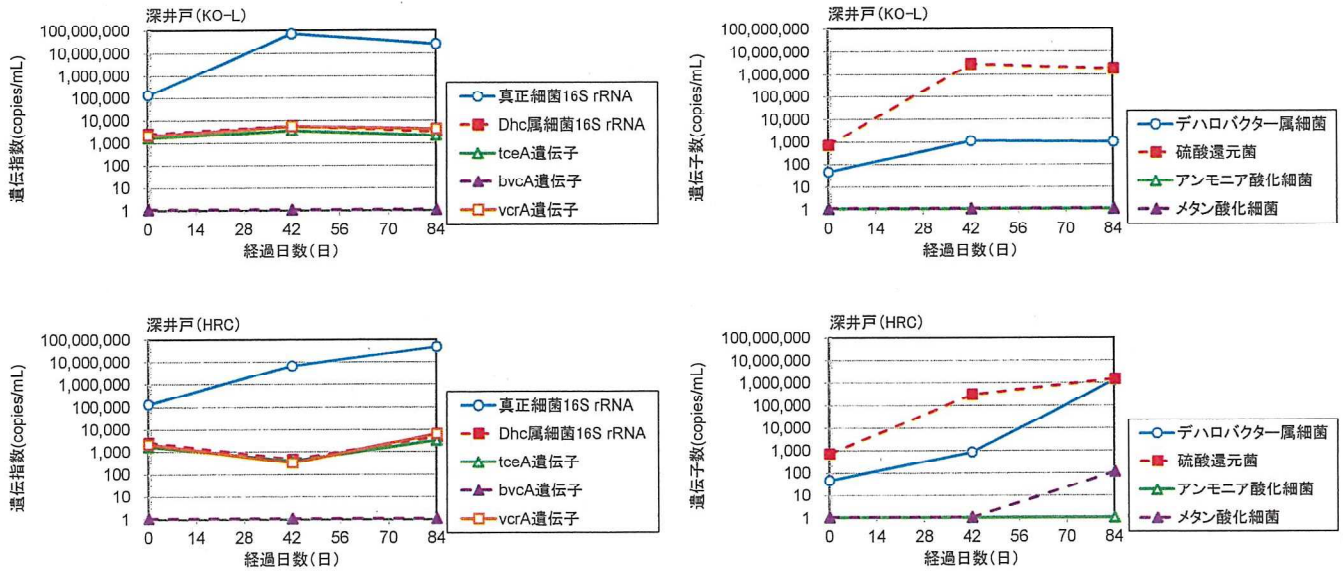 深井戸(KO-L)
遺伝指数(copies/mL)
100,000,000
10,000,000
1,000,000
100,000
10,000
1,000
100
10
1
0 14 28 42 56 70 84
経過日数(日)
真正細菌16S rRNA
Dhc属細菌16S rRNA
tceA遺伝子
bvcA遺伝子
vcrA遺伝子
深井戸(KO-L)
遺伝子数(copies/mL)
100,000,000
10,000,000
1,000,000
100,000
10,000
1,000
100
10
1
0 14 28 42 56 70 84
経過日数(日)
デハロバクター属細菌
硫酸還元菌
アンモニア酸化細菌
メタン酸化細菌
深井戸(HRC)
遺伝指数(copies/mL)
100,000,000
10,000,000
1,000,000
100,000
10,000
1,000
100
10
1
0 14 28 42 56 70 84
経過日数(日)
真正細菌16S rRNA
Dhc属細菌16S rRNA
tceA遺伝子
bvcA遺伝子
vcrA遺伝子
深井戸(HRC)
遺伝子数(copies/mL)
100,000,000
10,000,000
1,000,000
100,000
10,000
1,000
100
10
1
0 14 28 42 56 70 84
経過日数(日)
デハロバクター属細菌
硫酸還元菌
アンモニア酸化細菌
メタン酸化細菌